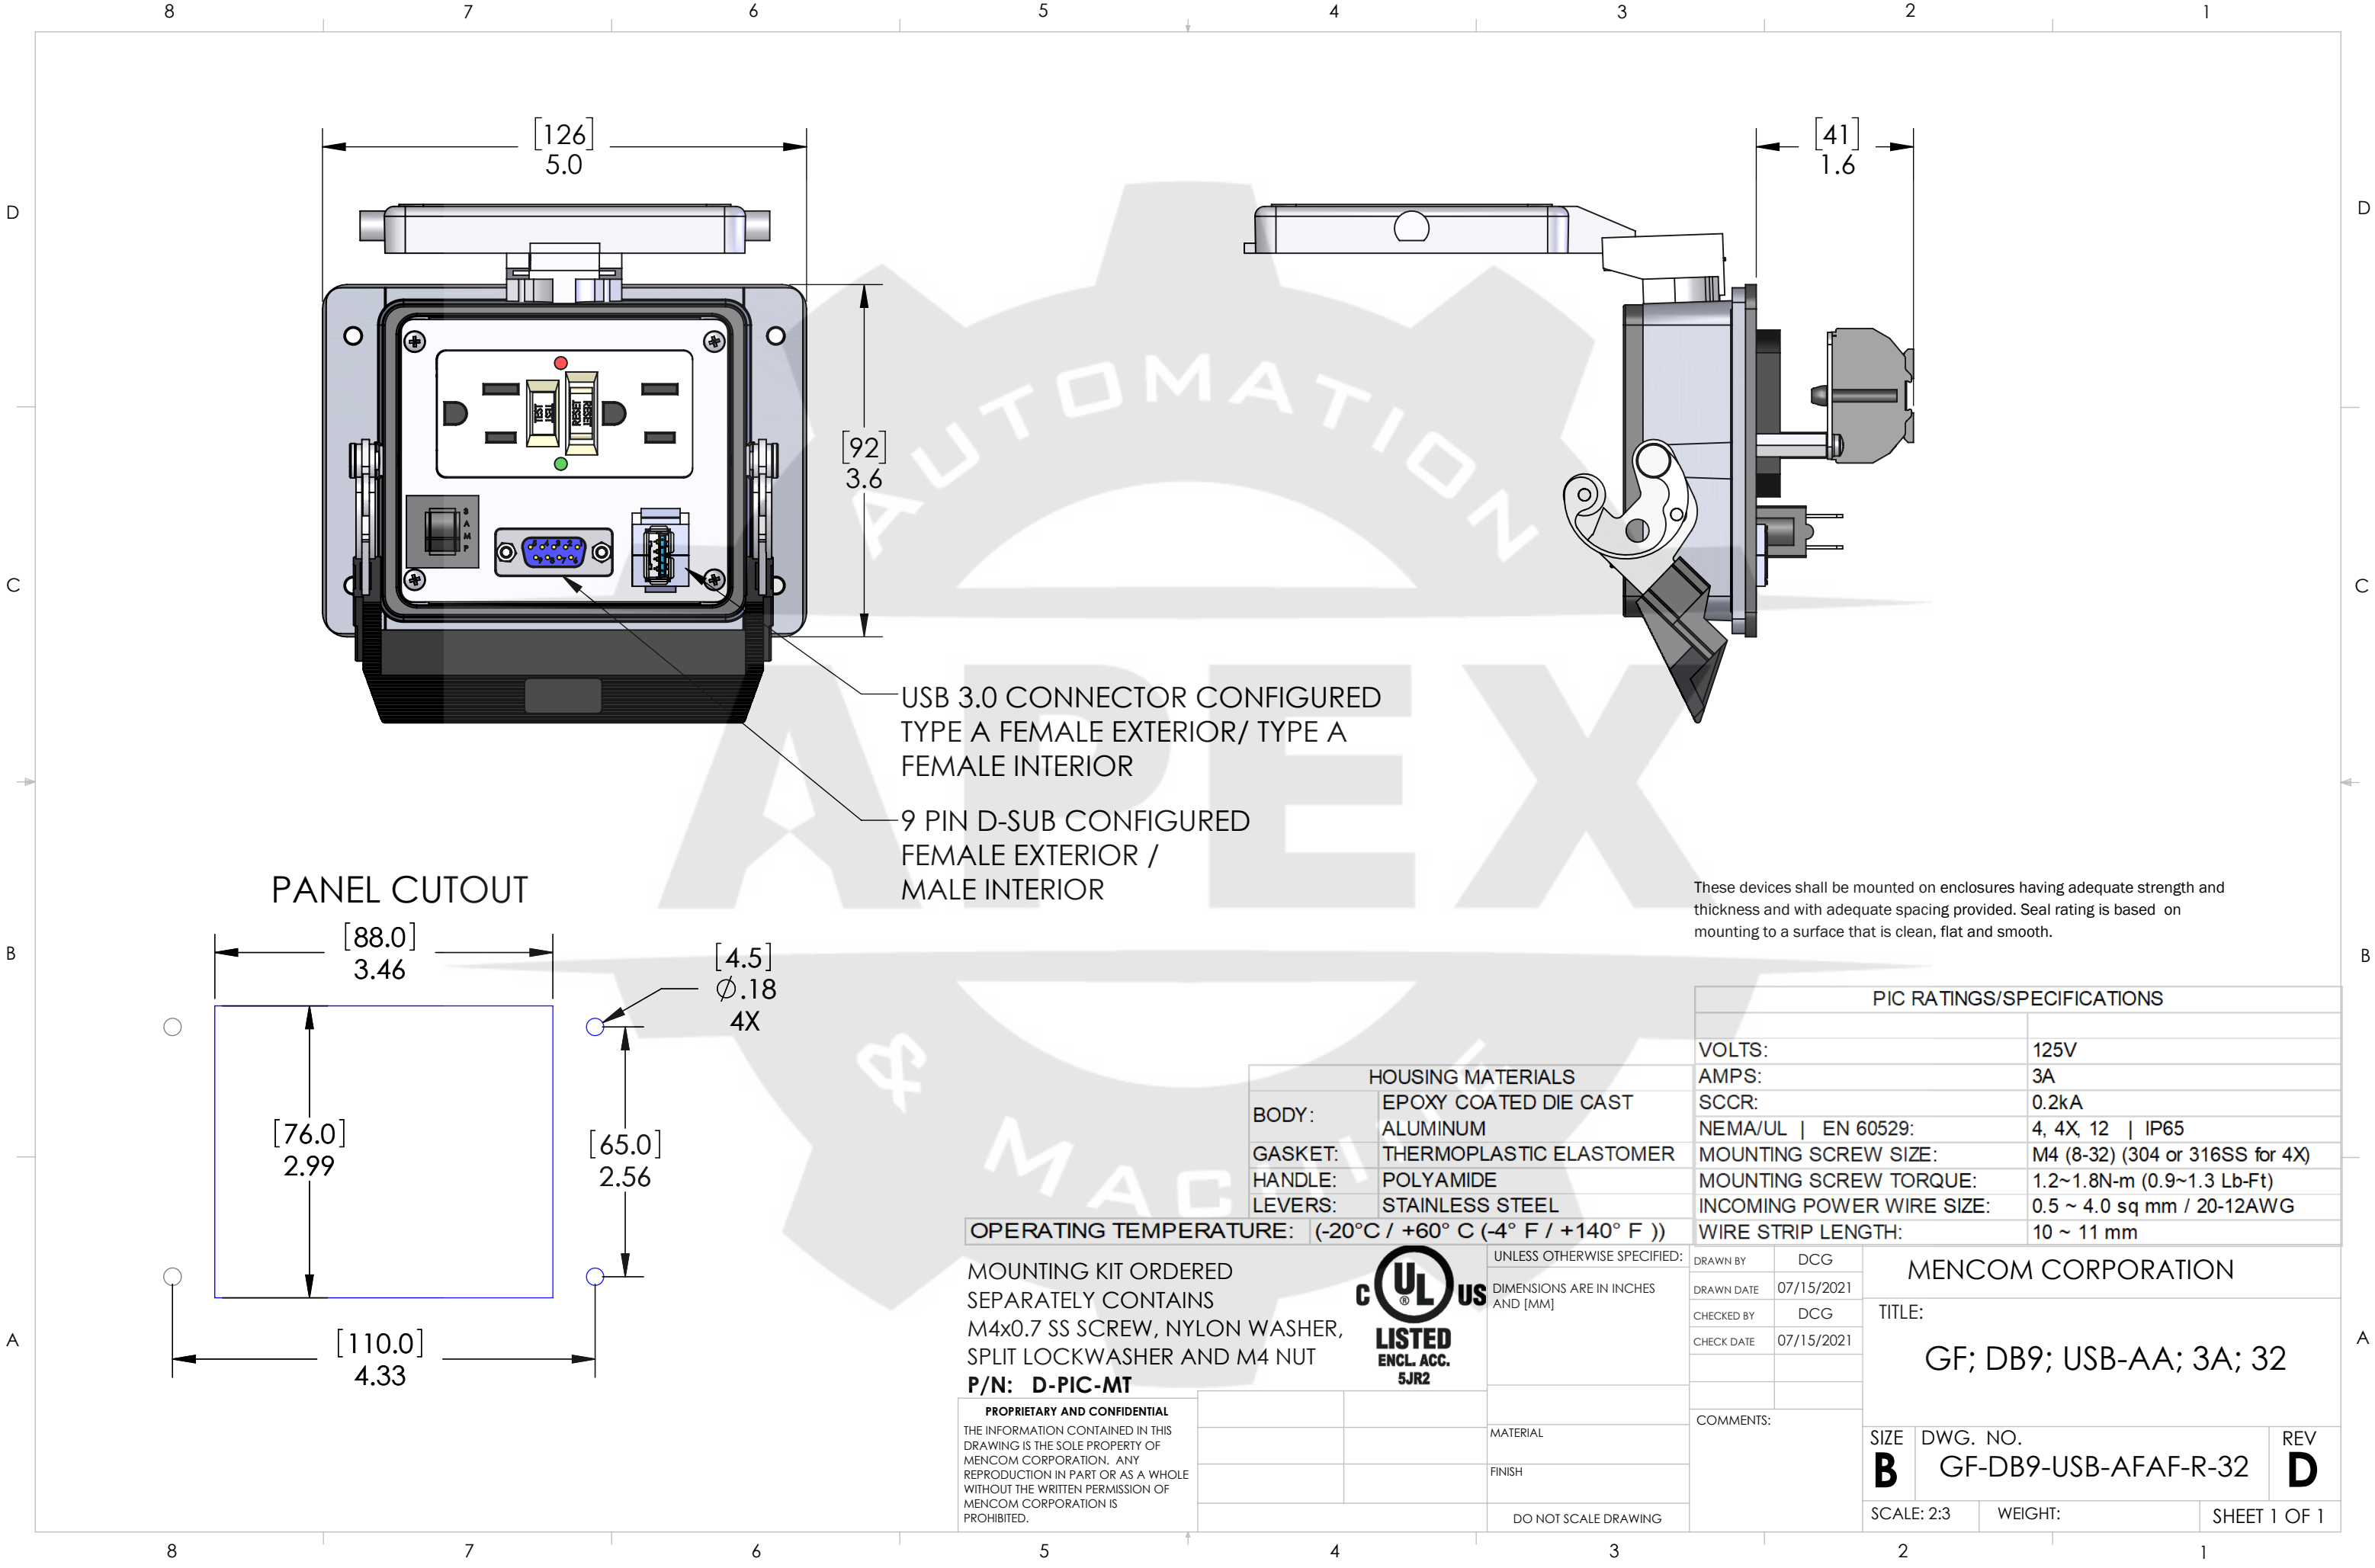 8 7 6 5 4 3 2 1
D D
C C
B B
A A
[126]
5.0
[41]
1.6
[92]
3.6
TEST
RESET
3
A
M
P
USB 3.0 CONNECTOR CONFIGURED
TYPE A FEMALE EXTERIOR/ TYPE A
FEMALE INTERIOR
9 PIN D-SUB CONFIGURED
FEMALE EXTERIOR /
MALE INTERIOR
AUTOMATION
APEX
& MACHINE
PANEL CUTOUT
[88.0]
3.46
[4.5]
Ø.18
4X
[76.0]
2.99
[65.0]
2.56
[110.0]
4.33
These devices shall be mounted on enclosures having adequate strength and
thickness and with adequate spacing provided. Seal rating is based on
mounting to a surface that is clean, flat and smooth.
PIC RATINGS/SPECIFICATIONS
VOLTS: 125V
AMPS: 3A
SCCR: 0.2kA
NEMA/UL | EN 60529: 4, 4X, 12 | IP65
MOUNTING SCREW SIZE: M4 (8-32) (304 or 316SS for 4X)
MOUNTING SCREW TORQUE: 1.2~1.8N-m (0.9~1.3 Lb-Ft)
INCOMING POWER WIRE SIZE: 0.5 ~ 4.0 sq mm / 20-12AWG
WIRE STRIP LENGTH: 10 ~ 11 mm
HOUSING MATERIALS
BODY: EPOXY COATED DIE CAST
ALUMINUM
GASKET: THERMOPLASTIC ELASTOMER
HANDLE: POLYAMIDE
LEVERS: STAINLESS STEEL
OPERATING TEMPERATURE: (-20°C / +60° C (-4° F / +140° F ))
MOUNTING KIT ORDERED
SEPARATELY CONTAINS
M4x0.7 SS SCREW, NYLON WASHER,
SPLIT LOCKWASHER AND M4 NUT
P/N: D-PIC-MT
C UL ® US
LISTED
ENCL. ACC.
5JR2
PROPRIETARY AND CONFIDENTIAL
THE INFORMATION CONTAINED IN THIS
DRAWING IS THE SOLE PROPERTY OF
MENCOM CORPORATION. ANY
REPRODUCTION IN PART OR AS A WHOLE
WITHOUT THE WRITTEN PERMISSION OF
MENCOM CORPORATION IS
PROHIBITED.
UNLESS OTHERWISE SPECIFIED:
DIMENSIONS ARE IN INCHES
AND [MM]
MATERIAL
FINISH
DO NOT SCALE DRAWING
DRAWN BY DCG
DRAWN DATE 07/15/2021
CHECKED BY DCG
CHECK DATE 07/15/2021
COMMENTS:
MENCOM CORPORATION
TITLE:
GF; DB9; USB-AA; 3A; 32
SIZE
B
DWG. NO.
GF-DB9-USB-AFAF-R-32
REV
D
SCALE: 2:3 WEIGHT: SHEET 1 OF 1
8 7 6 5 4 3 2 1